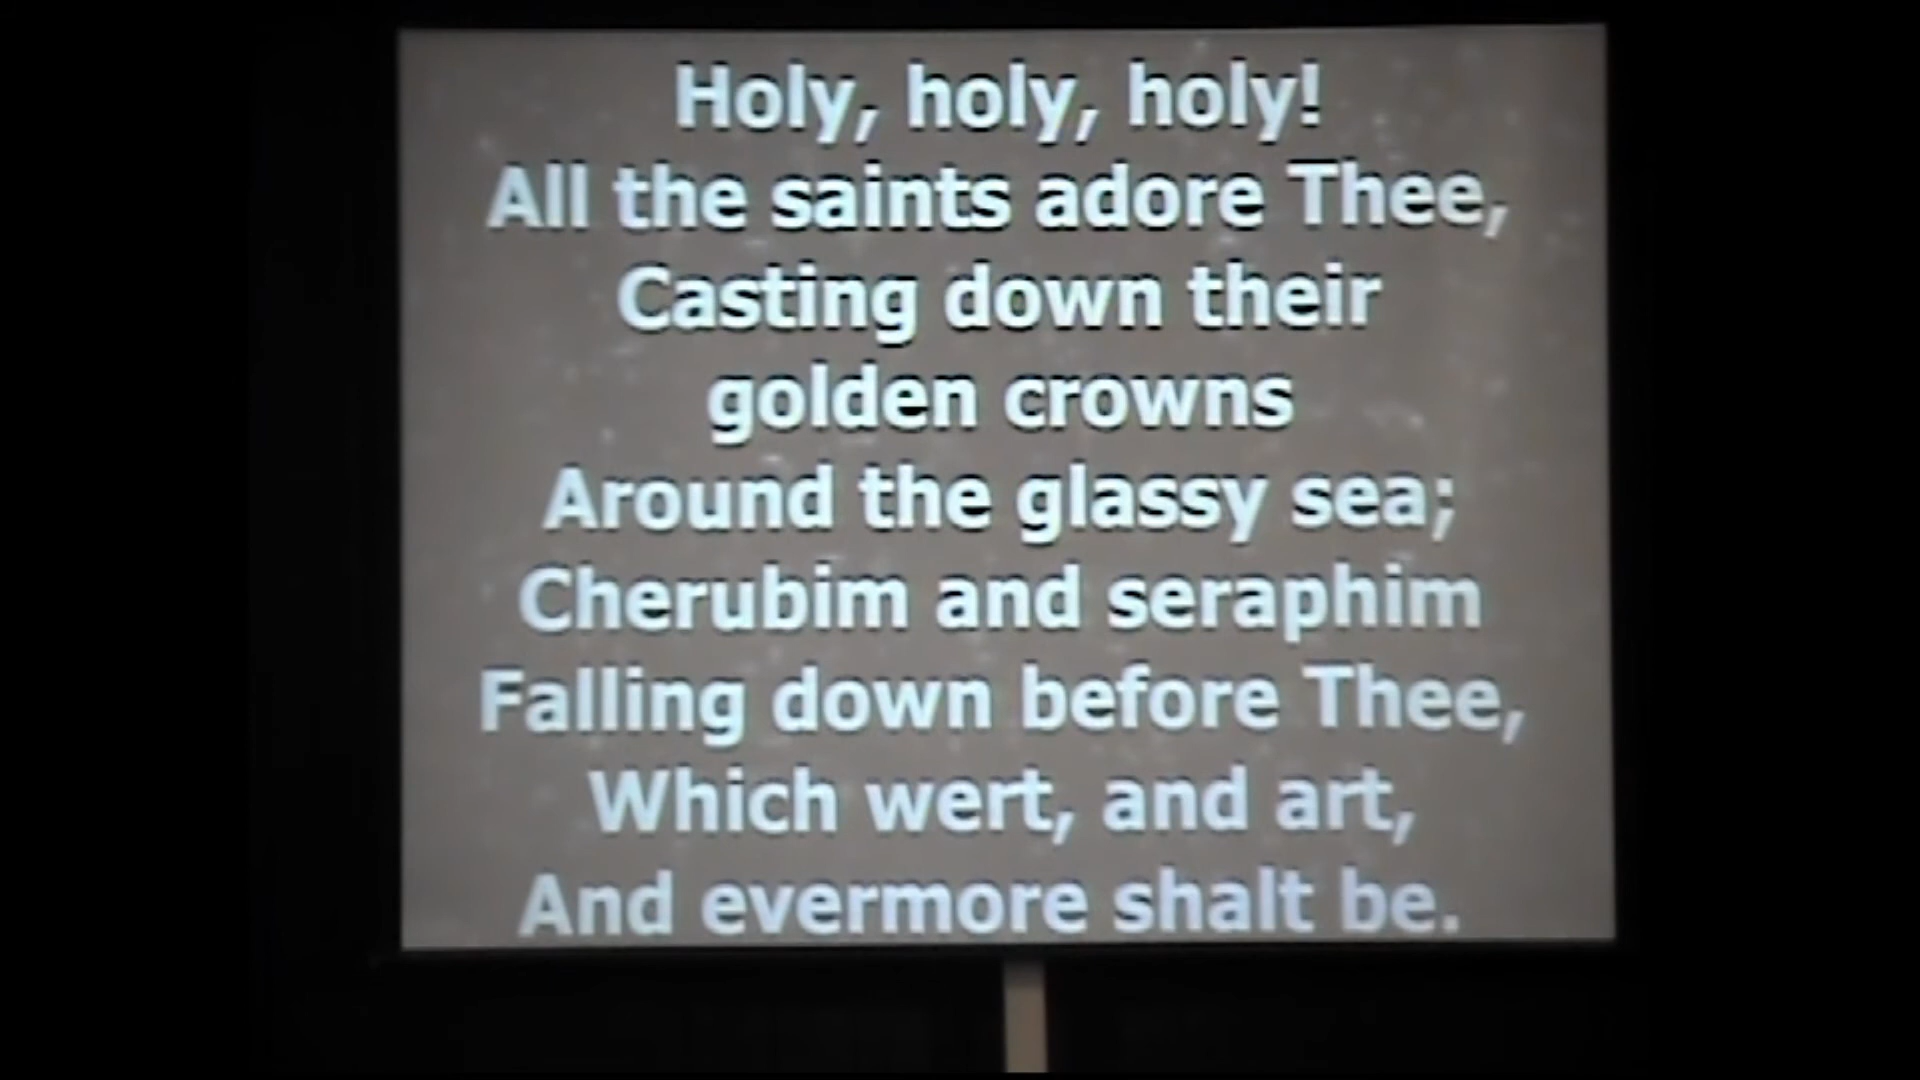 Holy, holy, holy!
All the saints adore Thee,
Casting down their
golden crowns
Around the glassy sea;
Cherubim and seraphim
Falling down before Thee,
Which wert, and art,
And evermore shalt be.